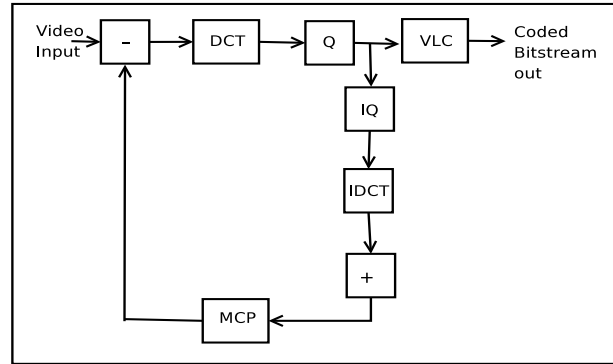 Video
Input
-
DCT
Q
VLC
Coded
Bitstream
out
IQ
IDCT
+
MCP